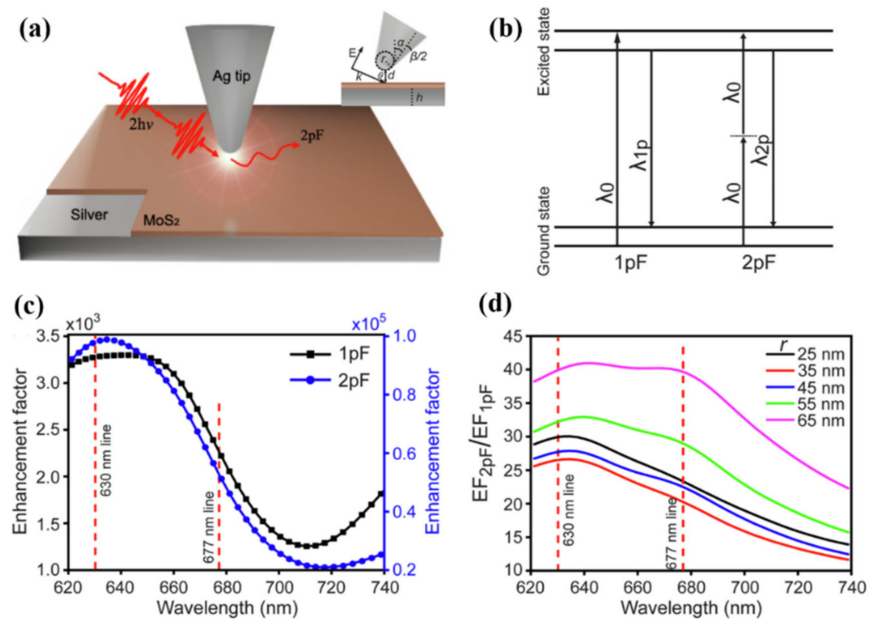 (a)
Ag tip
2hν
2pF
Silver
MoS₂
E
k
r
α
β/2
θ
d
h
(b)
Excited state
Ground state
λ0
λ1p
λ0
λ0
λ2p
1pF
2pF
(c)
x10³
x10⁵
3.5
3.0
2.5
2.0
1.5
1.0
1.0
0.8
0.6
0.4
0.2
Enhancement factor
Enhancement factor
1pF
2pF
630 nm line
677 nm line
620 640 660 680 700 720 740
Wavelength (nm)
(d)
45
40
35
30
25
20
15
10
EF2pF/EF1pF
r
25 nm
35 nm
45 nm
55 nm
65 nm
630 nm line
677 nm line
620 640 660 680 700 720 740
Wavelength (nm)